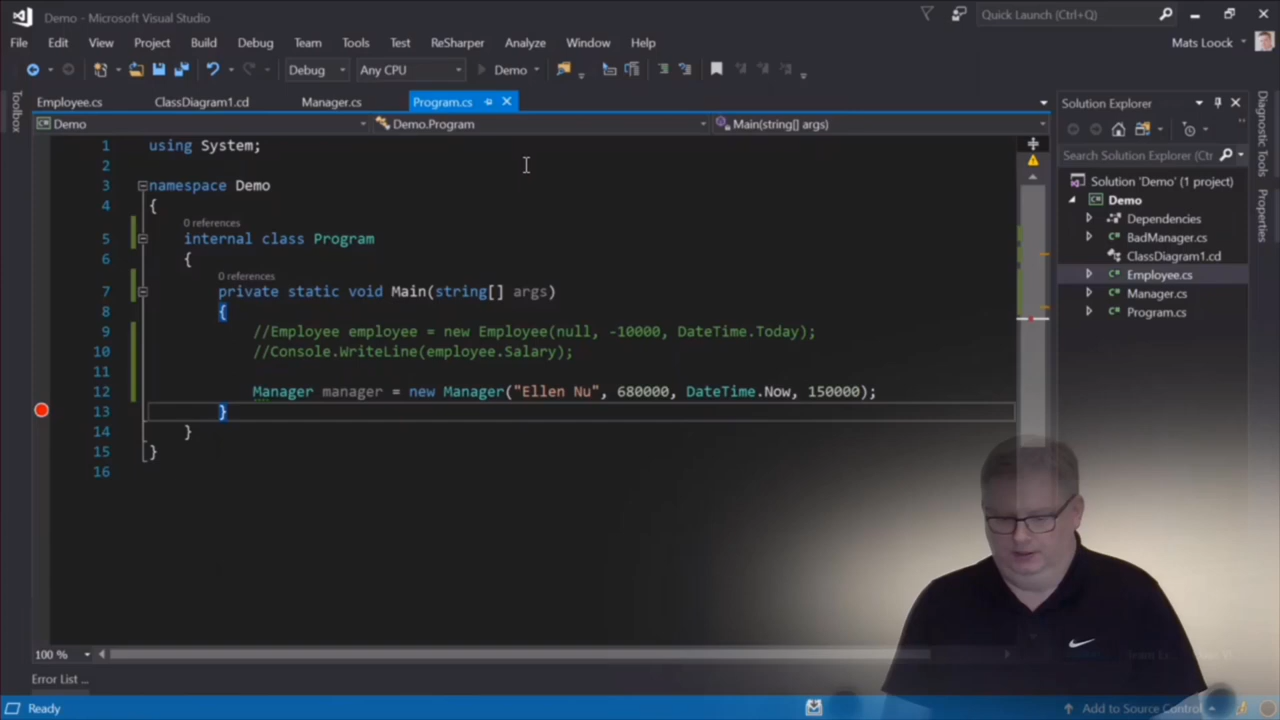 Demo - Microsoft Visual Studio
Quick Launch (Ctrl+Q)
File Edit View Project Build Debug Team Tools Test ReSharper Analyze Window Help
Mats Loock
Debug Any CPU Demo
Toolbox
Employee.cs ClassDiagram1.cd Manager.cs Program.cs
Demo Demo.Program Main(string[] args)
1 using System;
2
3 namespace Demo
4 {
0 references
5 internal class Program
6 {
0 references
7 private static void Main(string[] args)
8 {
9 //Employee employee = new Employee(null, -10000, DateTime.Today);
10 //Console.WriteLine(employee.Salary);
11
12 Manager manager = new Manager("Ellen Nu", 680000, DateTime.Now, 150000);
13 }
14 }
15 }
16
100 %
Error List ...
Ready
Add to Source Control
Solution Explorer
Search Solution Explorer (Ctr
Solution 'Demo' (1 project)
Demo
Dependencies
BadManager.cs
ClassDiagram1.cd
Employee.cs
Manager.cs
Program.cs
Diagnostic Tools
Properties